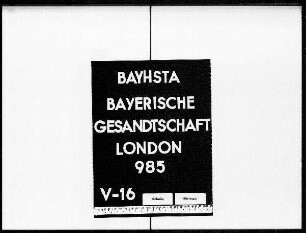 BAYHSTA
BAYERISCHE
GESANDTSCHAFT
LONDON
985
V-16